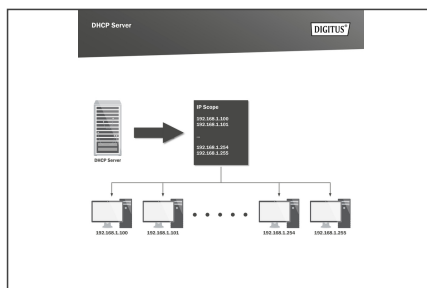 DHCP Server
DIGITUS®
IP Scope
192.168.1.100
192.168.1.101
...
192.168.1.254
192.168.1.255
DHCP Server
192.168.1.100
192.168.1.101
192.168.1.254
192.168.1.255